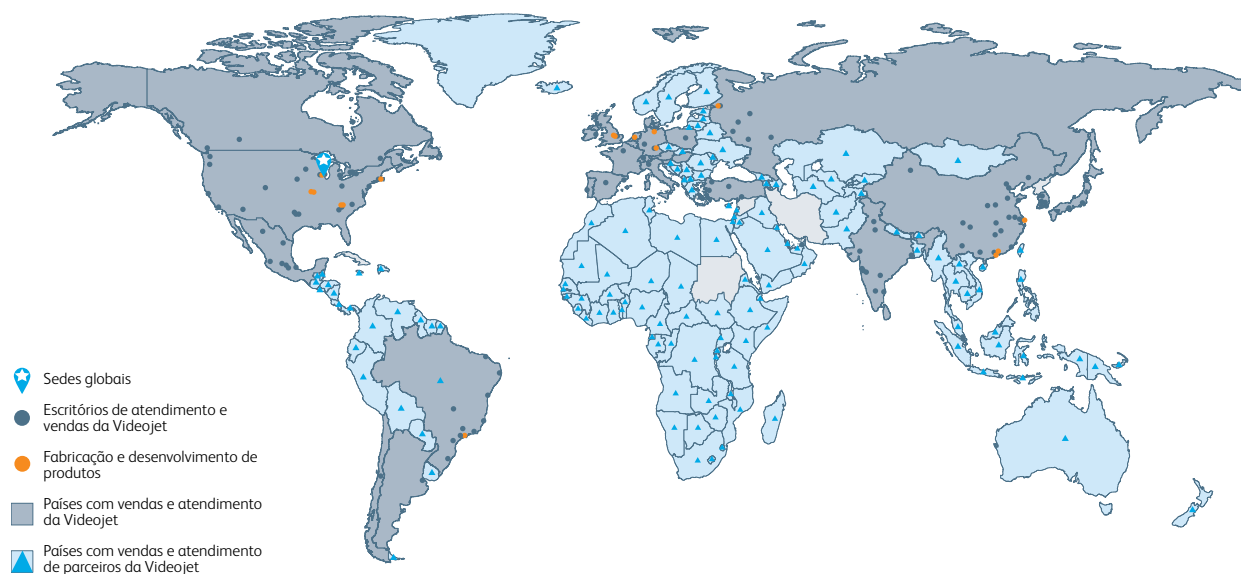 Sedes globais
Escritórios de atendimento e
vendas da Videojet
Fabricação e desenvolvimento de
produtos
Países com vendas e atendimento
da Videojet
Países com vendas e atendimento
de parceiros da Videojet